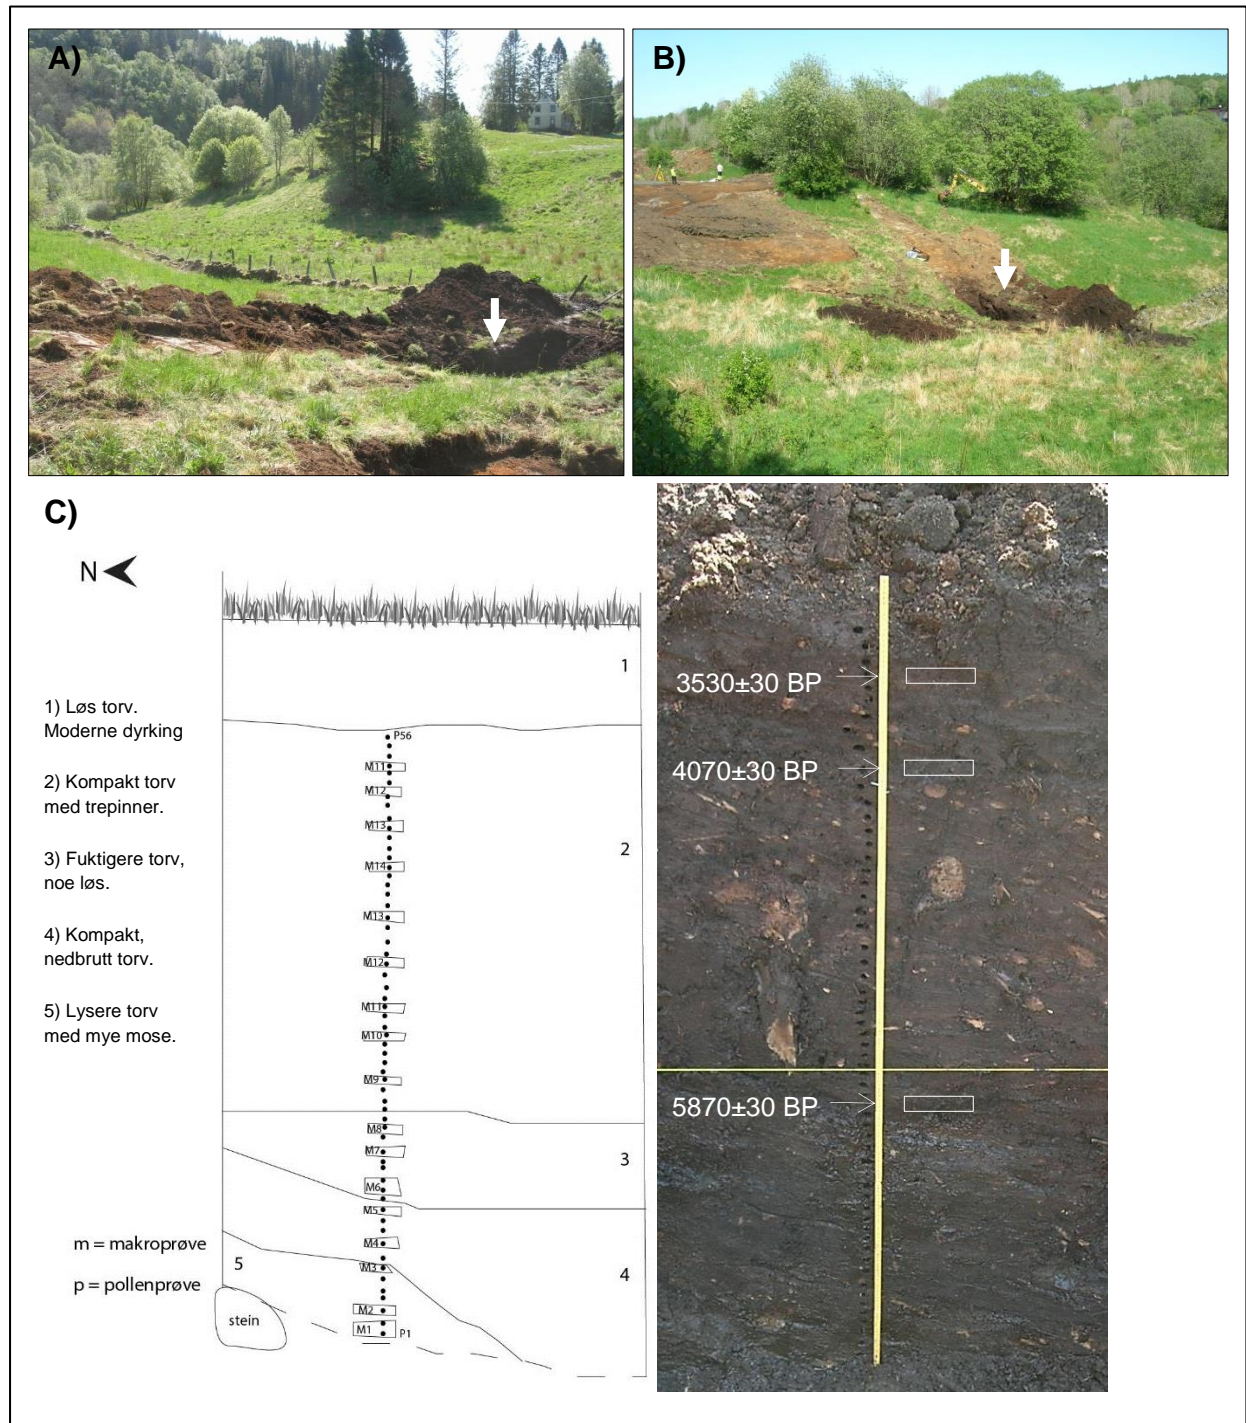 A)
B)
C)
N
1) Løs torv.
Moderne dyrking
2) Kompakt torv
med trepinner.
3) Fuktigere torv,
noe løs.
4) Kompakt,
nedbrutt torv.
5) Lysere torv
med mye mose.
m = makroprøve
p = pollenprøve
1
P56
M11
M12
M13
2
M14
M13
M12
M11
M10
M9
M8
M7
3
M6
M5
M4
5
M3
4
M2
stein
M1
P1
3530±30 BP
4070±30 BP
5870±30 BP